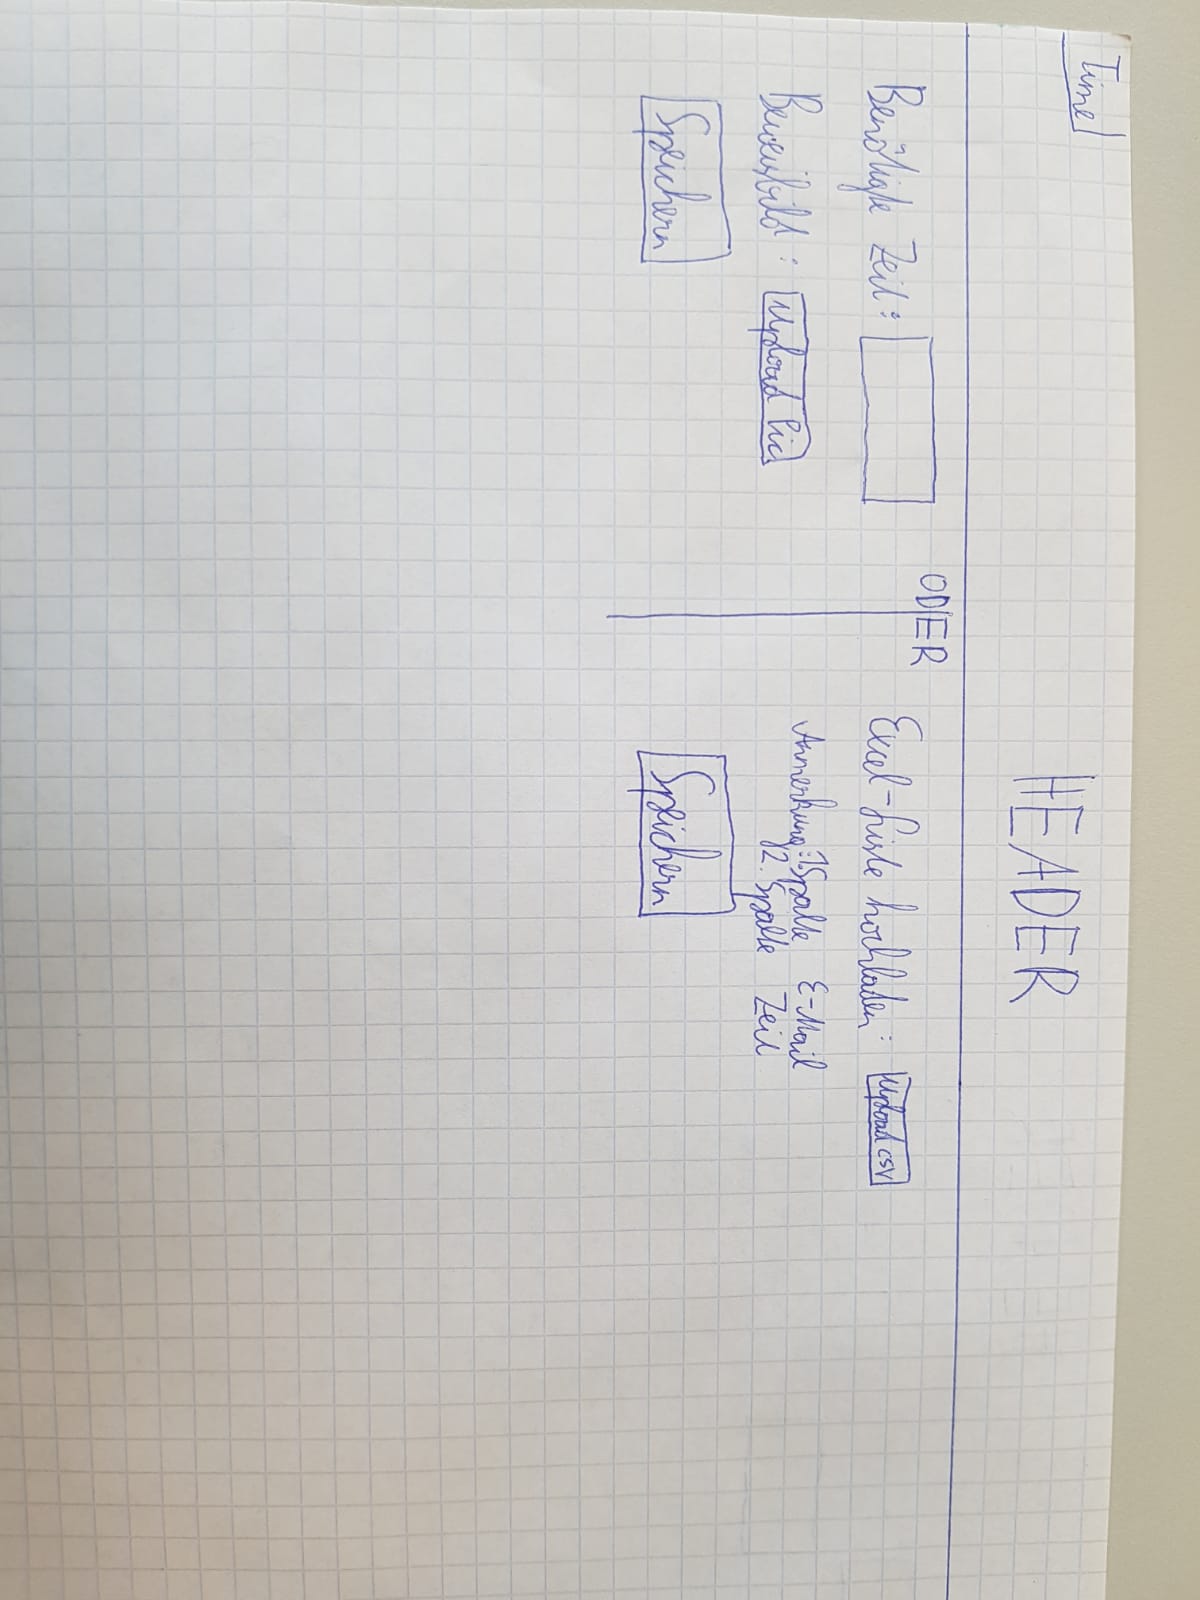 Time
HEADER
ODER
Benötigte Zeit:
Beweisbild: Upload Pic
Speichern
Excel-Liste hochladen: Upload CSV
Anmerkung: 1. Spalte E-Mail
2. Spalte Zeit
Speichern